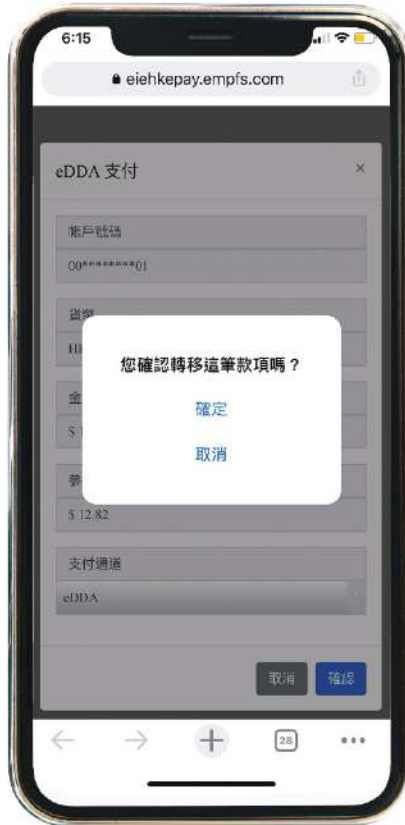 6:15
eiehkepay.empfs.com
eDDA 支付
×
帳戶號碼
00********01
您確認轉移這筆款項嗎？
確定
取消
$ 12.82
支付通道
eDDA
取消
確認
28